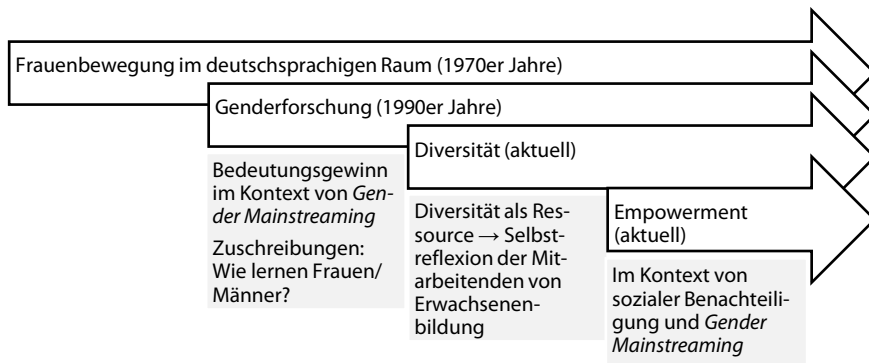 Frauenbewegung im deutschsprachigen Raum (1970er Jahre)
Genderforschung (1990er Jahre)
Bedeutungsgewinn
im Kontext von Gen-
der Mainstreaming
Zuschreibungen:
Wie lernen Frauen/
Männer?
Diversität (aktuell)
Diversität als Res-
source → Selbst-
reflexion der Mit-
arbeitenden von
Erwachsenen-
bildung
Empowerment
(aktuell)
Im Kontext von
sozialer Benachteili-
gung und Gender
Mainstreaming